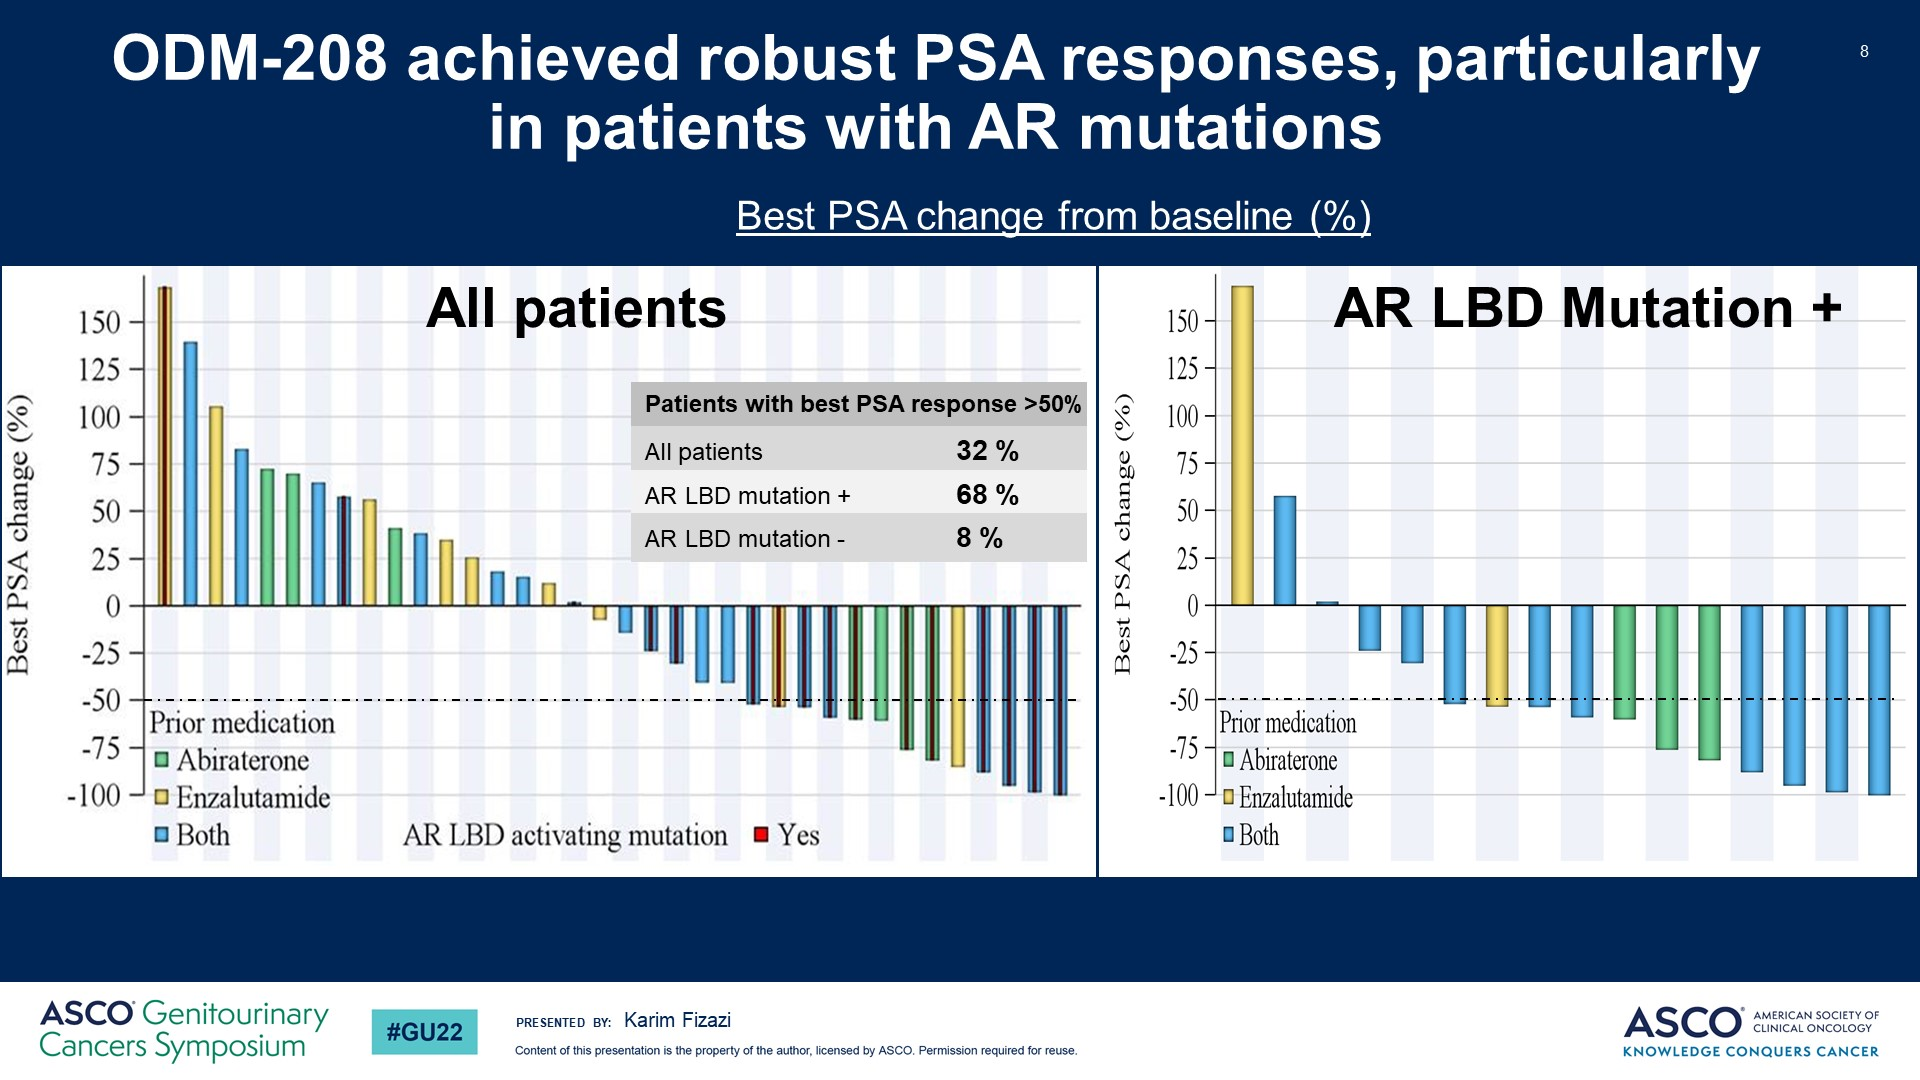 ODM-208 achieved robust PSA responses, particularly
in patients with AR mutations
8
Best PSA change from baseline (%)
All patients
Best PSA change (%)
150
125
100
75
50
25
0
-25
-50
-75
-100
Patients with best PSA response >50%
All patients 32 %
AR LBD mutation + 68 %
AR LBD mutation - 8 %
Prior medication
Abiraterone
Enzalutamide
Both
AR LBD activating mutation Yes
AR LBD Mutation +
Best PSA change (%)
150
125
100
75
50
25
0
-25
-50
-75
-100
Prior medication
Abiraterone
Enzalutamide
Both
ASCO® Genitourinary
Cancers Symposium
#GU22
PRESENTED BY: Karim Fizazi
Content of this presentation is the property of the author, licensed by ASCO. Permission required for reuse.
ASCO® AMERICAN SOCIETY OF
CLINICAL ONCOLOGY
KNOWLEDGE CONQUERS CANCER